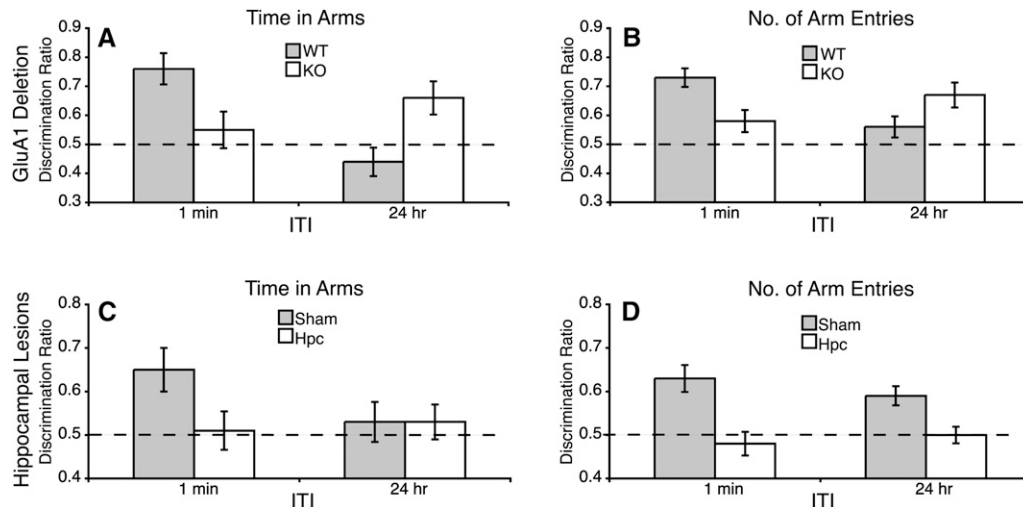 Time in Arms
A
WT
KO
0.9
0.8
0.7
0.6
0.5
0.4
0.3
GluA1 Deletion
Discrimination Ratio
1 min
24 hr
ITI
No. of Arm Entries
B
WT
KO
0.9
0.8
0.7
0.6
0.5
0.4
0.3
Discrimination Ratio
1 min
24 hr
ITI
Time in Arms
C
Sham
Hpc
0.8
0.7
0.6
0.5
0.4
Hippocampal Lesions
Discrimination Ratio
1 min
24 hr
ITI
No. of Arm Entries
D
Sham
Hpc
0.8
0.7
0.6
0.5
0.4
Discrimination Ratio
1 min
24 hr
ITI